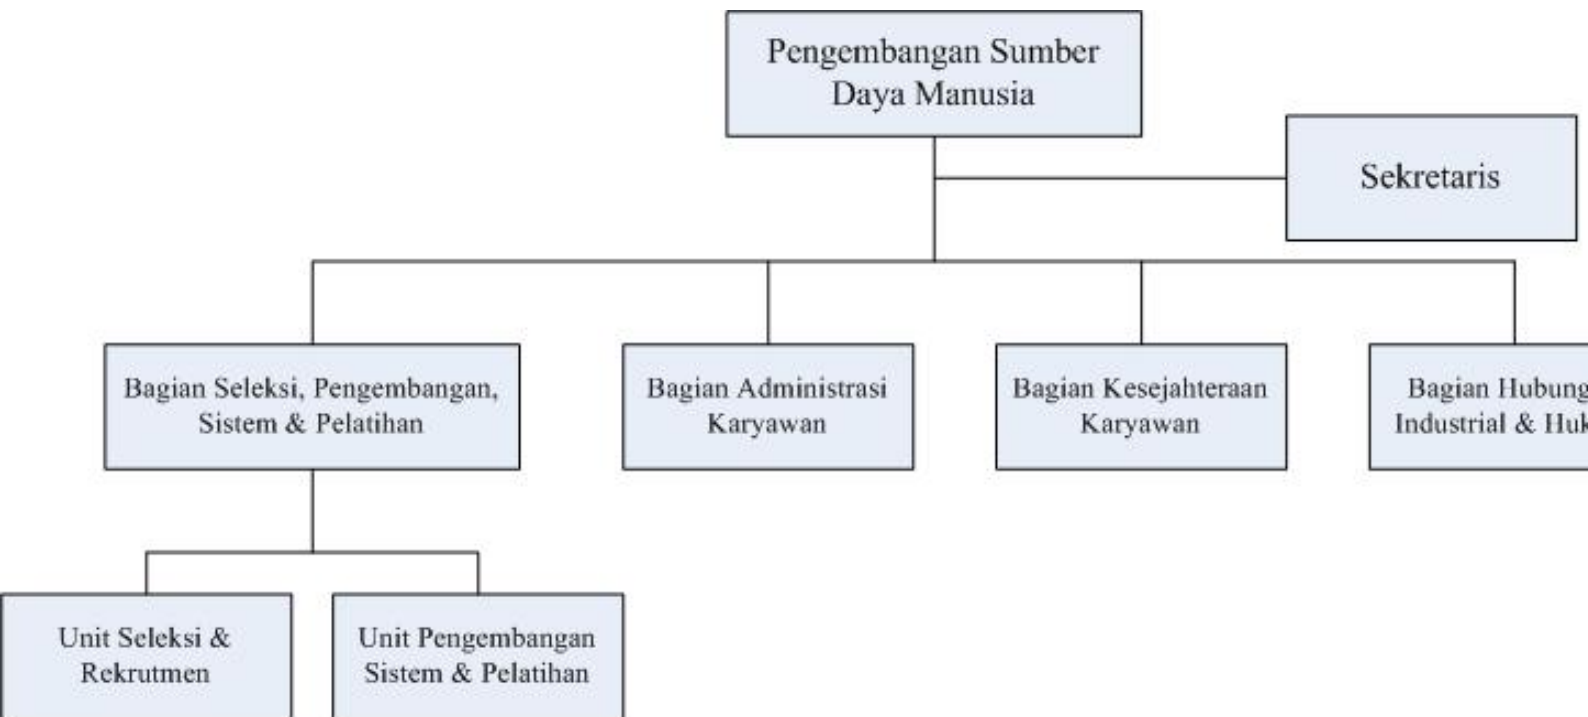 Pengembangan Sumber
Daya Manusia
Sekretaris
Bagian Seleksi, Pengembangan,
Sistem & Pelatihan
Bagian Administrasi
Karyawan
Bagian Kesejahteraan
Karyawan
Bagian
Industrial &
Unit Seleksi &
Rekrutmen
Unit Pengembangan
Sistem & Pelatihan